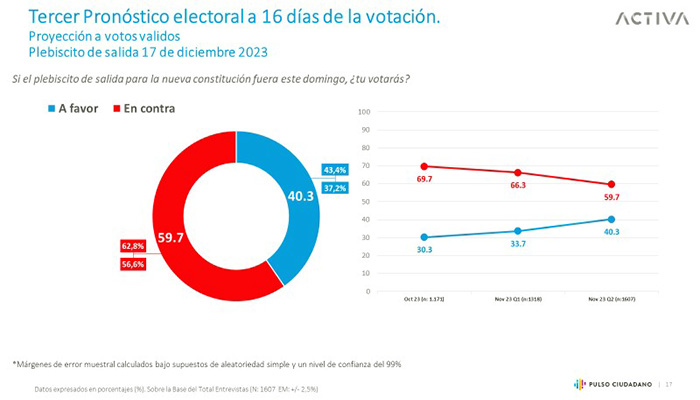 Tercer Pronóstico electoral a 16 días de la votación.
ACTIVA
Proyección a votos validos
Plebiscito de salida 17 de diciembre 2023
Si el plebiscito de salida para la nueva constitución fuera este domingo, ¿tu votarás?
A favor
En contra
43,4%
40.3
37,2%
59.7
62,8%
56,6%
100
90
80
70
60
50
40
30
20
10
0
69.7
66.3
59.7
30.3
33.7
40.3
Oct 23 (n: 1.171)
Nov 23 Q1 (n:1318)
Nov 23 Q2 (n:1607)
*Márgenes de error muestral calculados bajo supuestos de aleatoriedad simple y un nivel de confianza del 99%
Datos expresados en porcentajes (%). Sobre la Base del Total Entrevistas (N: 1607 EM: +/- 2,5%)
PULSO CIUDADANO | 17